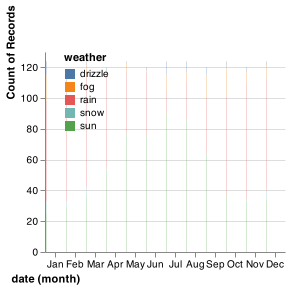 Count of Records
weather
drizzle
fog
rain
snow
sun
120
100
80
60
40
20
0
Jan Feb Mar Apr May Jun Jul Aug Sep Oct Nov Dec
date (month)